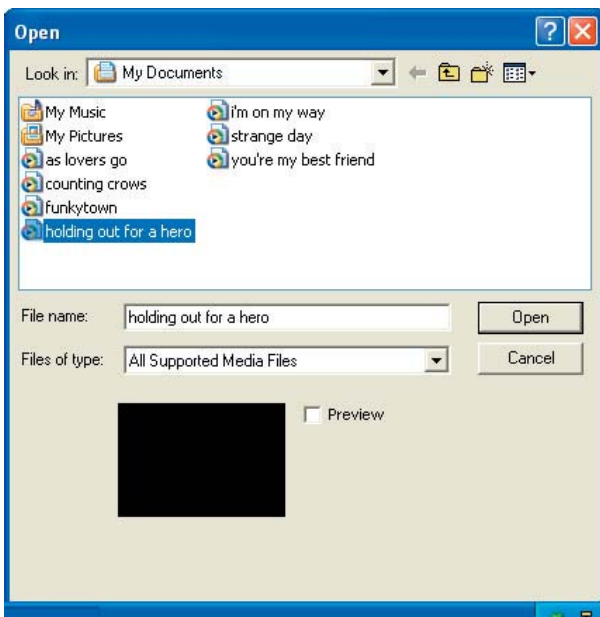 Open
Look in: My Documents
My Music
My Pictures
as lovers go
counting crows
funkytown
holding out for a hero
i'm on my way
strange day
you're my best friend
File name: holding out for a hero Open
Files of type: All Supported Media Files Cancel
Preview